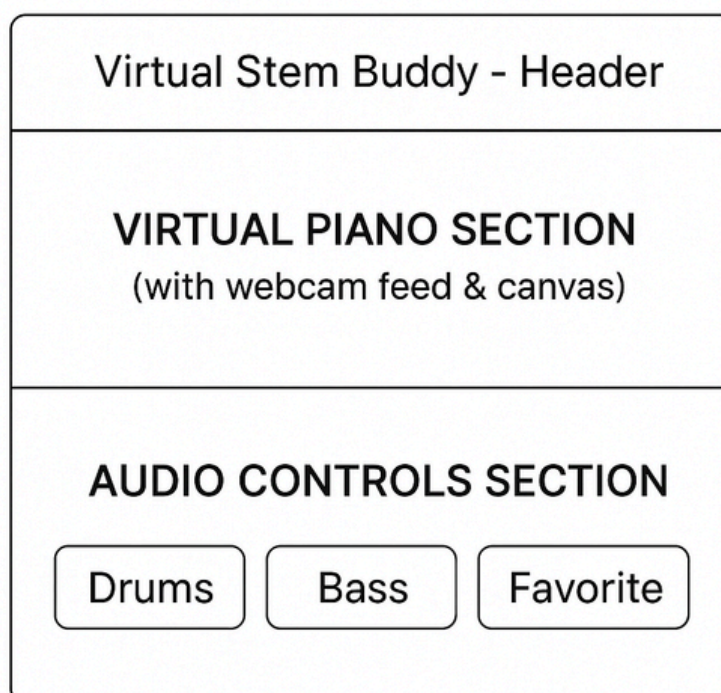 Virtual Stem Buddy - Header
VIRTUAL PIANO SECTION
(with webcam feed & canvas)
AUDIO CONTROLS SECTION
Drums
Bass
Favorite